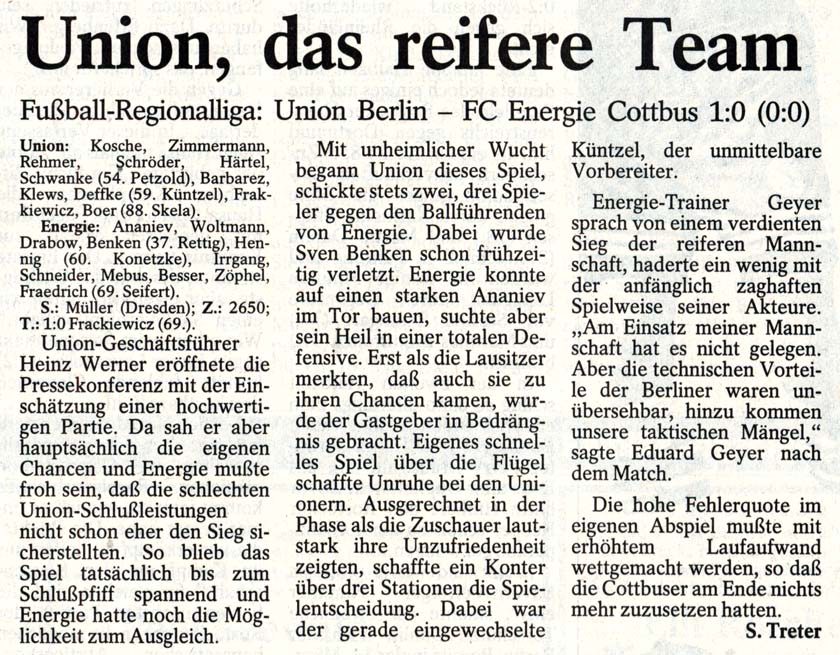 Union, das reifere Team
Fußball-Regionalliga: Union Berlin – FC Energie Cottbus 1:0 (0:0)
Union: Kosche, Zimmermann,
Rehmer, Schröder, Härtel,
Schwanke (54. Petzold), Barbarez,
Klews, Deffke (59. Küntzel), Frak-
kiewicz, Boer (88. Skela).
Energie: Ananiev, Woltmann,
Drabow, Benken (37. Rettig), Hen-
nig (60. Konetzke), Irrgang,
Schneider, Mebus, Besser, Zöphel,
Fraedrich (69. Seifert).
S.: Müller (Dresden); Z.: 2650;
T.: 1:0 Frackiewicz (69.).
Union-Geschäftsführer
Heinz Werner eröffnete die
Pressekonferenz mit der Ein-
schätzung einer hochwerti-
gen Partie. Da sah er aber
hauptsächlich die eigenen
Chancen und Energie mußte
froh sein, daß die schlechten
Union-Schlußleistungen
nicht schon eher den Sieg si-
cherstellten. So blieb das
Spiel tatsächlich bis zum
Schlußpfiff spannend und
Energie hatte noch die Mög-
lichkeit zum Ausgleich.
Mit unheimlicher Wucht
begann Union dieses Spiel,
schickte stets zwei, drei Spie-
ler gegen den Ballführenden
von Energie. Dabei wurde
Sven Benken schon frühzei-
tig verletzt. Energie konnte
auf einen starken Ananiev
im Tor bauen, suchte aber
sein Heil in einer totalen De-
fensive. Erst als die Lausitzer
merkten, daß auch sie zu
ihren Chancen kamen, wur-
de der Gastgeber in Bedräng-
nis gebracht. Eigenes schnel-
les Spiel über die Flügel
schaffte Unruhe bei den Uni-
onern. Ausgerechnet in der
Phase als die Zuschauer laut-
stark ihre Unzufriedenheit
zeigten, schaffte ein Konter
über drei Stationen die Spie-
lentscheidung. Dabei war
der gerade eingewechselte
Küntzel, der unmittelbare
Vorbereiter.
Energie-Trainer Geyer
sprach von einem verdienten
Sieg der reiferen Mann-
schaft, haderte ein wenig mit
der anfänglich zaghaften
Spielweise seiner Akteure.
„Am Einsatz meiner Mann-
schaft hat es nicht gelegen.
Aber die technischen Vortei-
le der Berliner waren un-
übersehbar, hinzu kommen
unsere taktischen Mängel,“
sagte Eduard Geyer nach
dem Match.
Die hohe Fehlerquote im
eigenen Abspiel mußte mit
erhöhtem Laufaufwand
wettgemacht werden, so daß
die Cottbuser am Ende nichts
mehr zuzusetzen hatten.
S. Treter